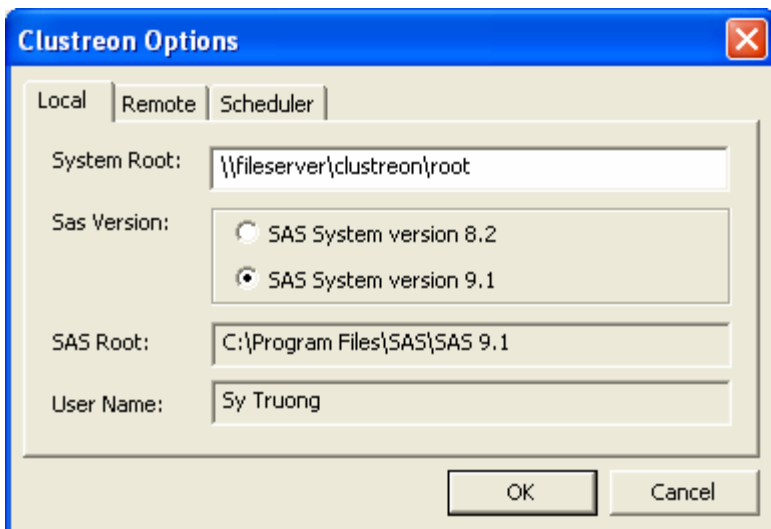 Clustreon Options
Local Remote Scheduler
System Root: \\fileserver\clustreon\root
Sas Version: SAS System version 8.2
SAS System version 9.1
SAS Root: C:\Program Files\SAS\SAS 9.1
User Name: Sy Truong
OK Cancel